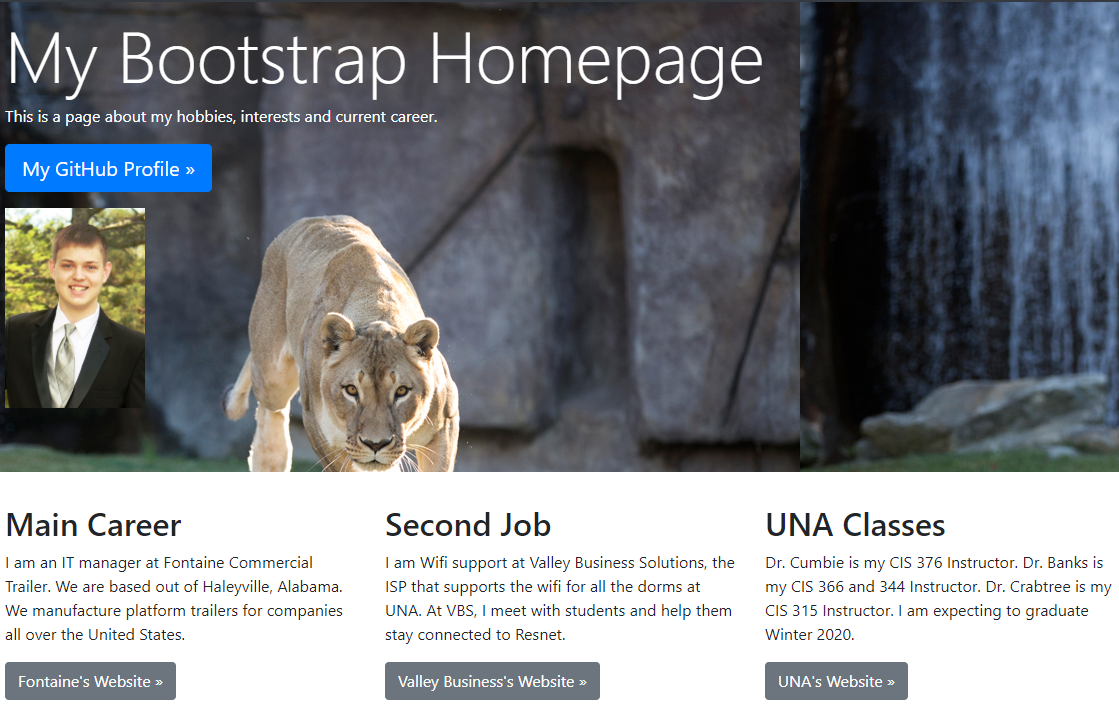 My Bootstrap Homepage
This is a page about my hobbies, interests and current career.
My GitHub Profile »
Main Career
I am an IT manager at Fontaine Commercial
Trailer. We are based out of Haleyville, Alabama.
We manufacture platform trailers for companies
all over the United States.
Fontaine's Website »
Second Job
I am Wifi support at Valley Business Solutions, the
ISP that supports the wifi for all the dorms at
UNA. At VBS, I meet with students and help them
stay connected to Resnet.
Valley Business's Website »
UNA Classes
Dr. Cumbie is my CIS 376 Instructor. Dr. Banks is
my CIS 366 and 344 Instructor. Dr. Crabtree is my
CIS 315 Instructor. I am expecting to graduate
Winter 2020.
UNA's Website »